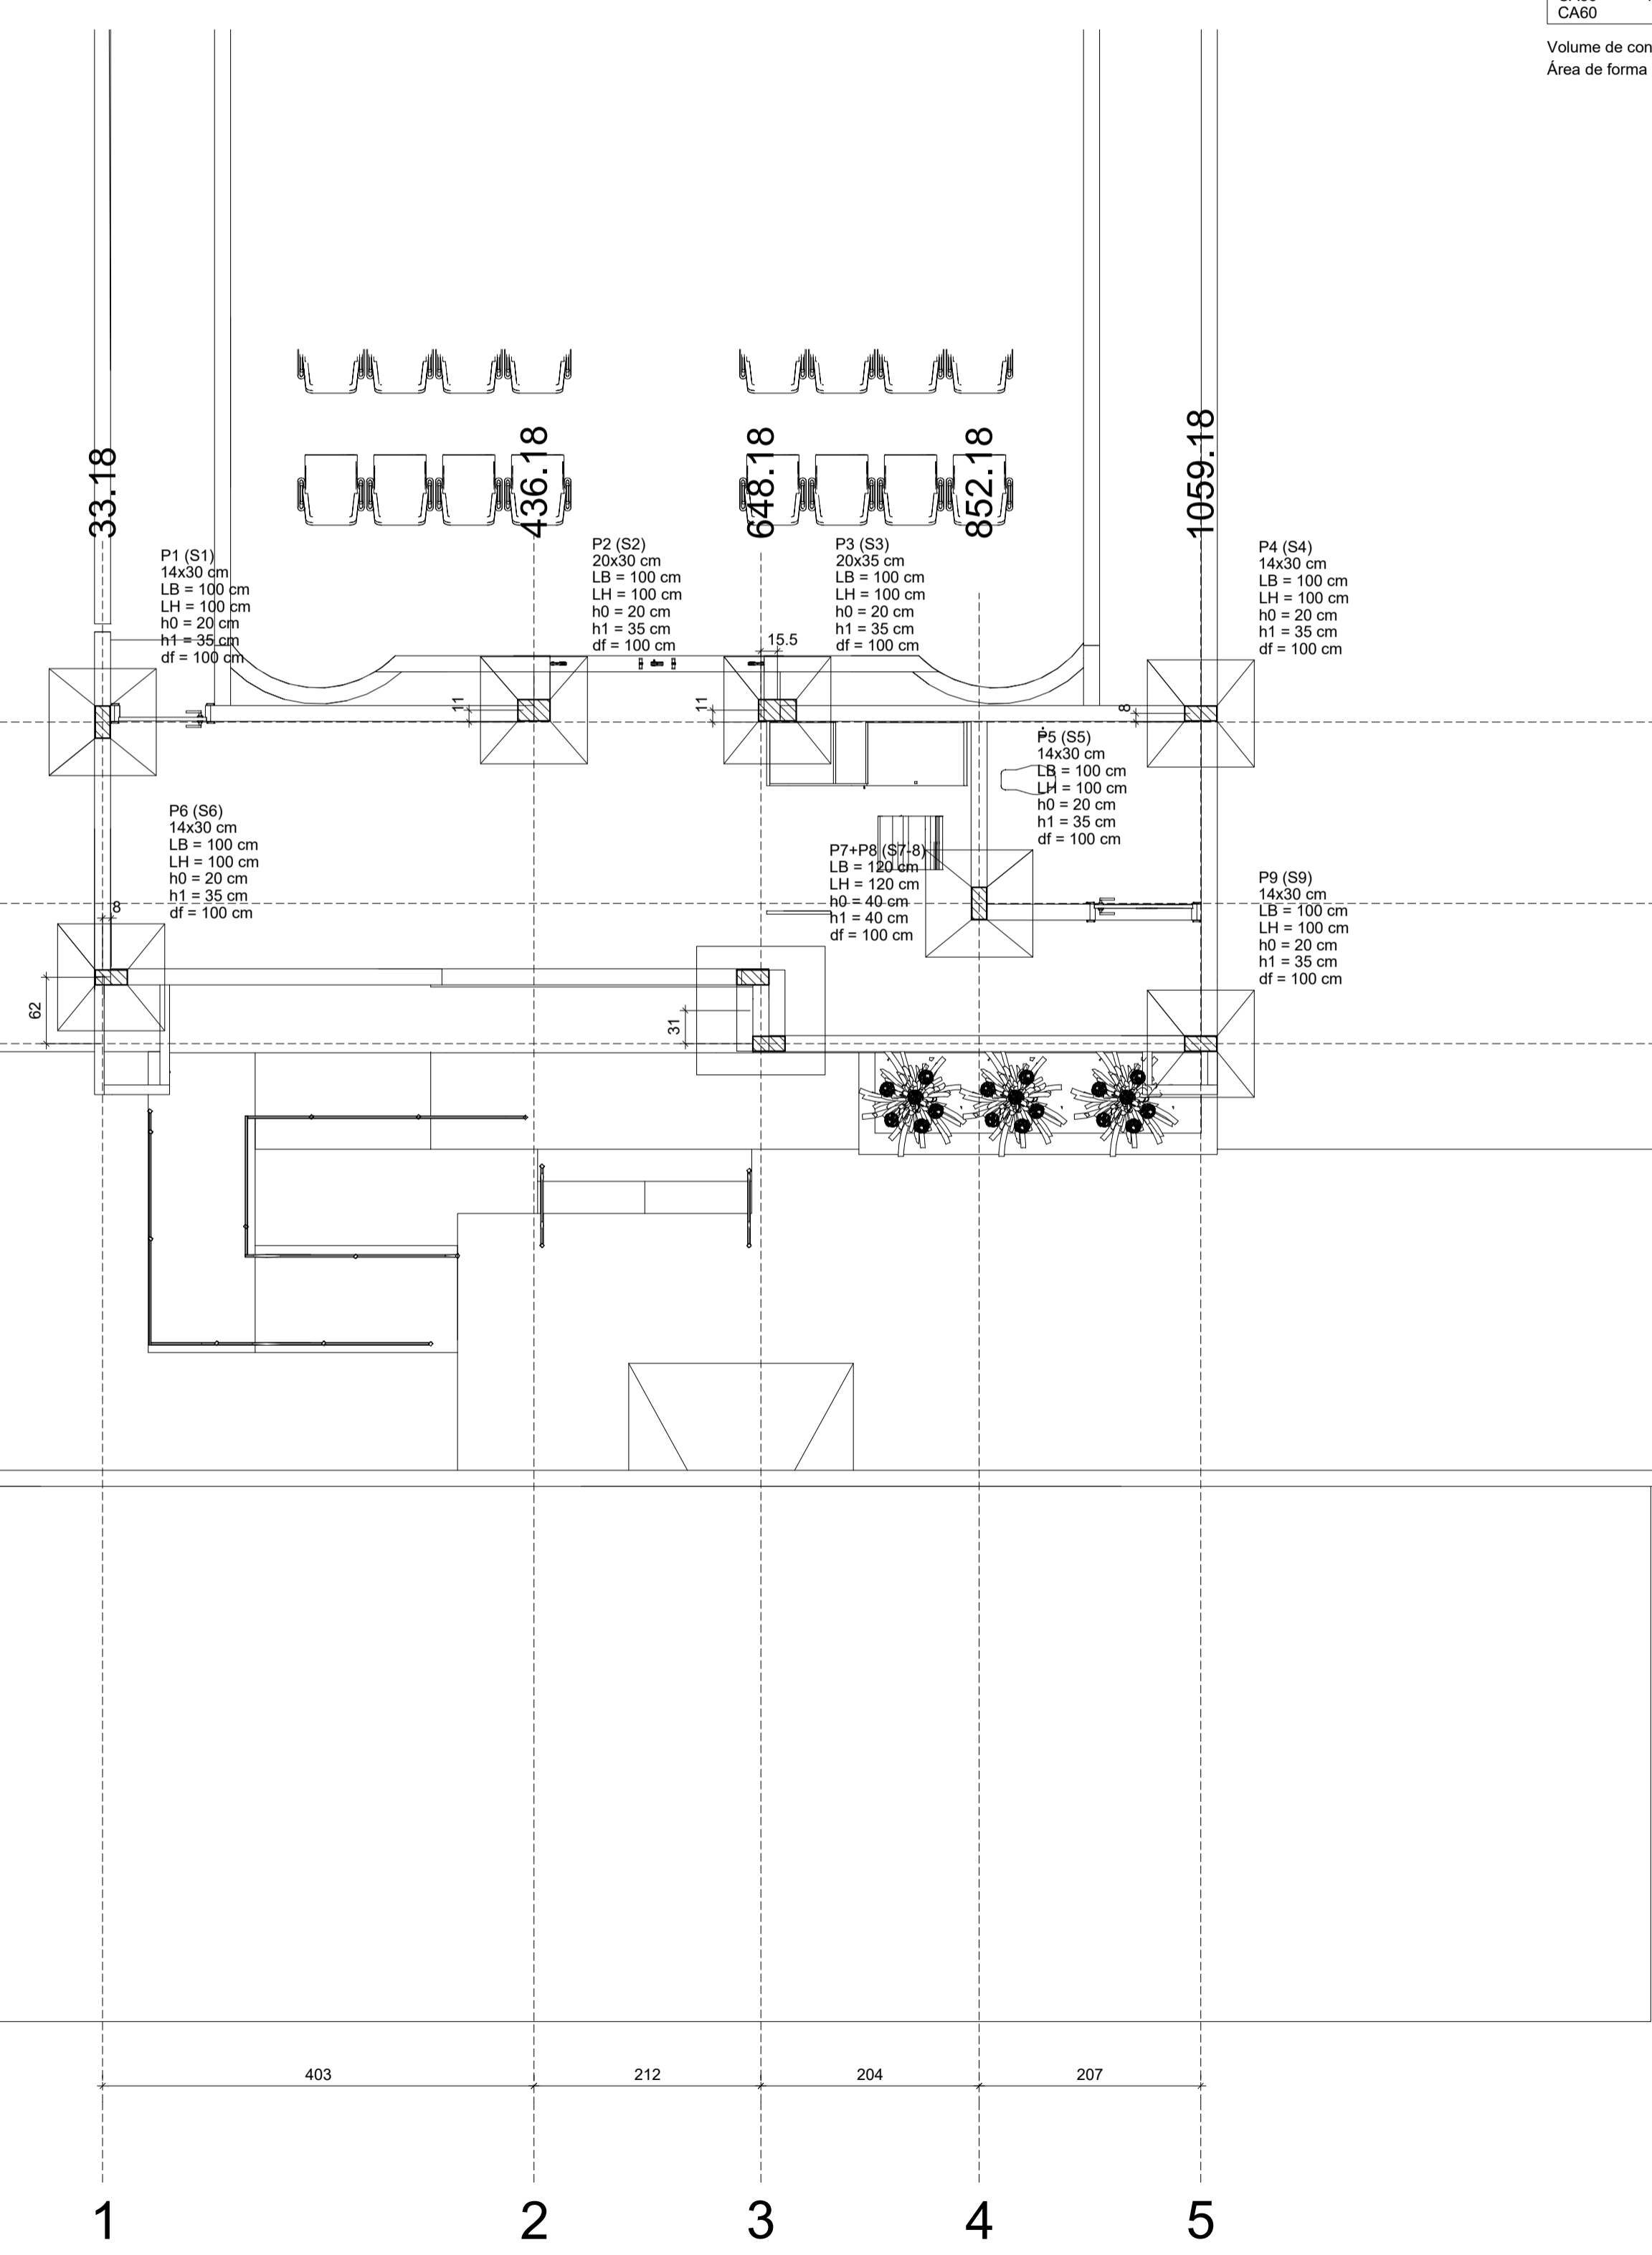 CA60
Volume de con
Área de forma
33.18
436.18
648.18
852.18
1059.18
P1 (S1)
14x30 cm
LB = 100 cm
LH = 100 cm
h0 = 20 cm
h1 = 35 cm
df = 100 cm
P2 (S2)
20x30 cm
LB = 100 cm
LH = 100 cm
h0 = 20 cm
h1 = 35 cm
df = 100 cm
P3 (S3)
20x35 cm
LB = 100 cm
LH = 100 cm
h0 = 20 cm
h1 = 35 cm
df = 100 cm
P4 (S4)
14x30 cm
LB = 100 cm
LH = 100 cm
h0 = 20 cm
h1 = 35 cm
df = 100 cm
15.5
11
11
8
P5 (S5)
14x30 cm
LB = 100 cm
LH = 100 cm
h0 = 20 cm
h1 = 35 cm
df = 100 cm
P6 (S6)
14x30 cm
LB = 100 cm
LH = 100 cm
h0 = 20 cm
h1 = 35 cm
df = 100 cm
8
P7+P8 (S7-8)
LB = 120 cm
LH = 120 cm
h0 = 40 cm
h1 = 40 cm
df = 100 cm
P9 (S9)
14x30 cm
LB = 100 cm
LH = 100 cm
h0 = 20 cm
h1 = 35 cm
df = 100 cm
62
31
403
212
204
207
1
2
3
4
5